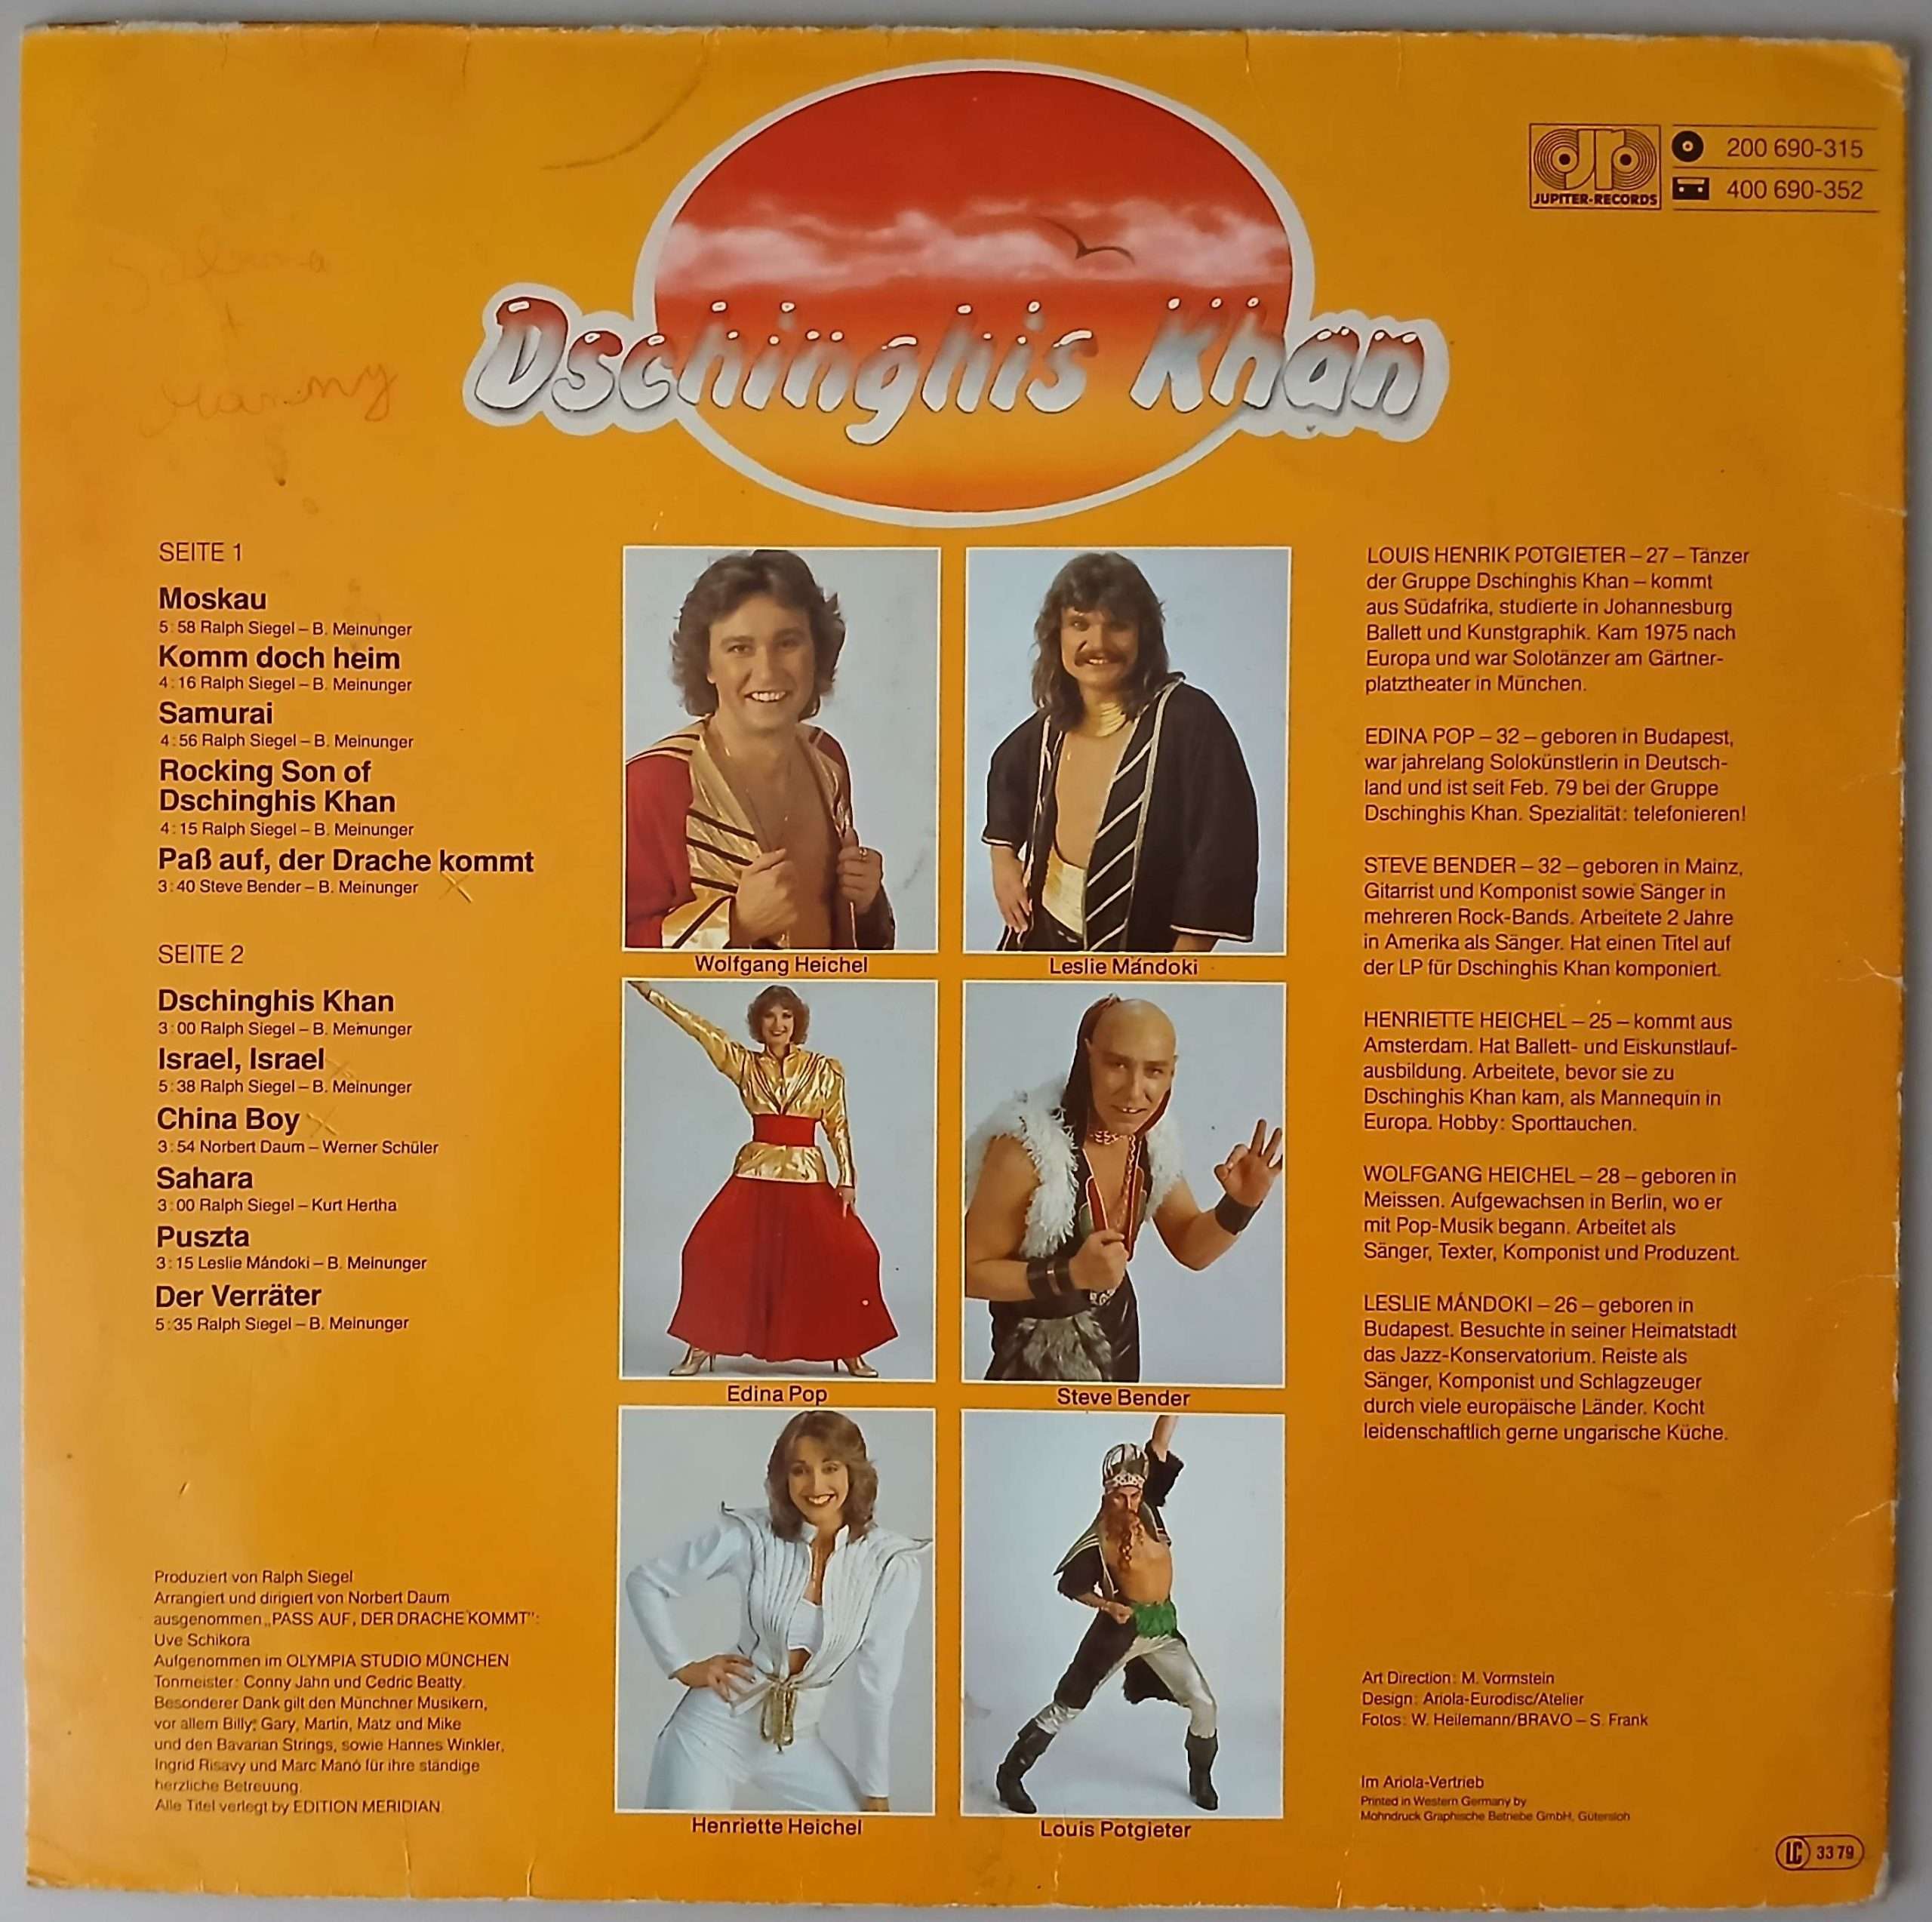 JUPITER-RECORDS
200 690-315
400 690-352
Dschinghis Khan
SEITE 1
Moskau
5:58 Ralph Siegel – B. Meinunger
Komm doch heim
4:16 Ralph Siegel – B. Meinunger
Samurai
4:56 Ralph Siegel – B. Meinunger
Rocking Son of
Dschinghis Khan
4:15 Ralph Siegel – B. Meinunger
Paß auf, der Drache kommt
3:40 Steve Bender – B. Meinunger
SEITE 2
Dschinghis Khan
3:00 Ralph Siegel – B. Meinunger
Israel, Israel
5:38 Ralph Siegel – B. Meinunger
China Boy
3:54 Norbert Daum – Werner Schüler
Sahara
3:00 Ralph Siegel – Kurt Hertha
Puszta
3:15 Leslie Mándoki – B. Meinunger
Der Verräter
5:35 Ralph Siegel – B. Meinunger
Produziert von Ralph Siegel
Arrangiert und dirigiert von Norbert Daum
ausgenommen „PASS AUF, DER DRACHE KOMMT":
Uve Schikora
Aufgenommen im OLYMPIA STUDIO MÜNCHEN
Tonmeister: Conny Jahn und Cedric Beatty.
Besonderer Dank gilt den Münchner Musikern,
vor allem Billy, Gary, Martin, Matz und Mike
und den Bavarian Strings, sowie Hannes Winkler,
Ingrid Risavy und Marc Manó für ihre ständige
herzliche Betreuung.
Alle Titel verlegt by EDITION MERIDIAN.
Wolfgang Heichel
Leslie Mándoki
Edina Pop
Steve Bender
Henriette Heichel
Louis Potgieter
LOUIS HENRIK POTGIETER – 27 – Tänzer
der Gruppe Dschinghis Khan – kommt
aus Südafrika, studierte in Johannesburg
Ballett und Kunstgraphik. Kam 1975 nach
Europa und war Solotänzer am Gärtner-
platztheater in München.
EDINA POP – 32 – geboren in Budapest,
war jahrelang Solokünstlerin in Deutsch-
land und ist seit Feb. 79 bei der Gruppe
Dschinghis Khan. Spezialität: telefonieren!
STEVE BENDER – 32 – geboren in Mainz,
Gitarrist und Komponist sowie Sänger in
mehreren Rock-Bands. Arbeitete 2 Jahre
in Amerika als Sänger. Hat einen Titel auf
der LP für Dschinghis Khan komponiert.
HENRIETTE HEICHEL – 25 – kommt aus
Amsterdam. Hat Ballett- und Eiskunstlauf-
ausbildung. Arbeitete, bevor sie zu
Dschinghis Khan kam, als Mannequin in
Europa. Hobby: Sporttauchen.
WOLFGANG HEICHEL – 28 – geboren in
Meissen. Aufgewachsen in Berlin, wo er
mit Pop-Musik begann. Arbeitet als
Sänger, Texter, Komponist und Produzent.
LESLIE MÁNDOKI – 26 – geboren in
Budapest. Besuchte in seiner Heimatstadt
das Jazz-Konservatorium. Reiste als
Sänger, Komponist und Schlagzeuger
durch viele europäische Länder. Kocht
leidenschaftlich gerne ungarische Küche.
Art Direction: M. Vormstein
Design: Ariola-Eurodisc/Atelier
Fotos: W. Heilemann/BRAVO – S. Frank
Im Ariola-Vertrieb
Printed in Western Germany by
Mohndruck Graphische Betriebe GmbH, Gütersloh
LC 3379